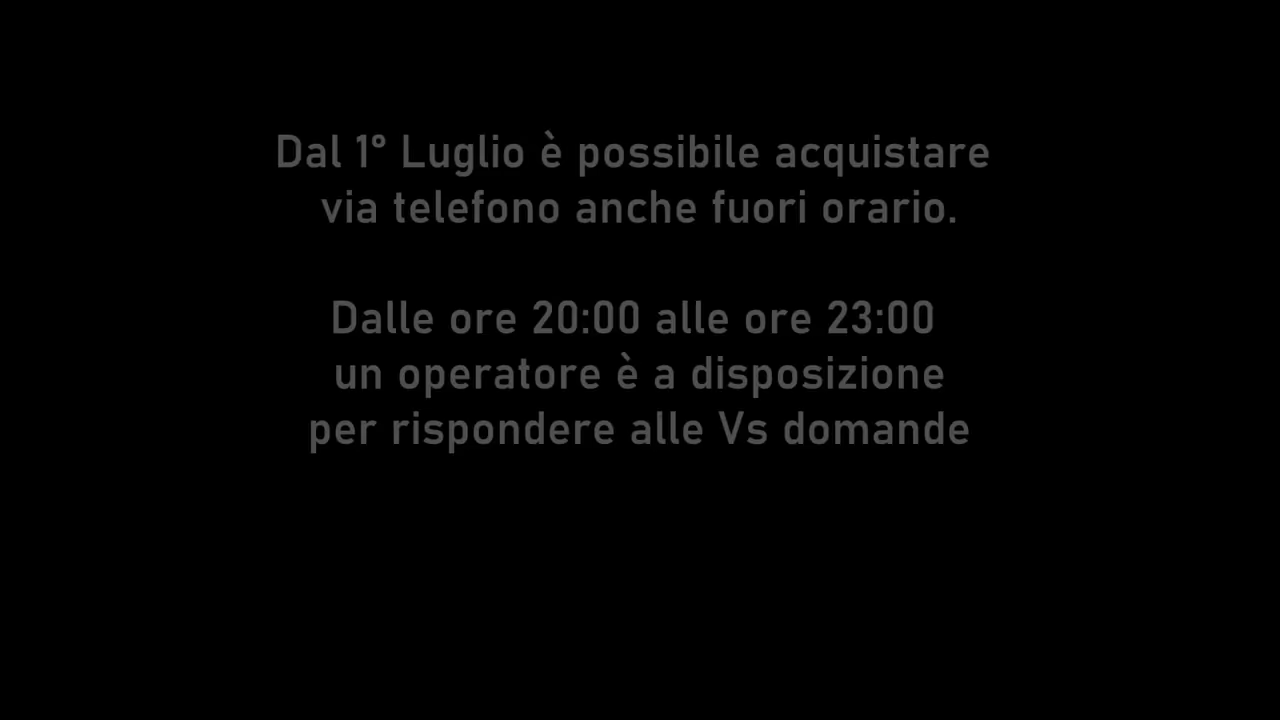 Dal 1° Luglio è possibile acquistare
via telefono anche fuori orario.
Dalle ore 20:00 alle ore 23:00
un operatore è a disposizione
per rispondere alle Vs domande